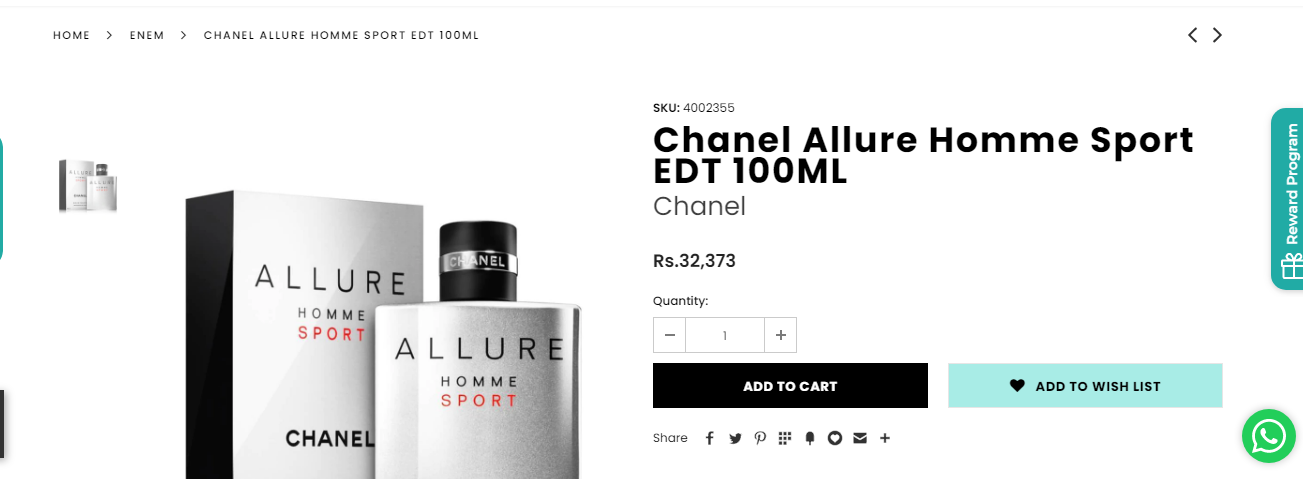 HOME > ENEM > CHANEL ALLURE HOMME SPORT EDT 100ML
SKU: 4002355
Chanel Allure Homme Sport
EDT 100ML
Chanel
Rs.32,373
Quantity:
1
ADD TO CART
ADD TO WISH LIST
Share
Reward Program
ALLURE
HOMME
SPORT
CHANEL
CHANEL
ALLURE
HOMME
SPORT